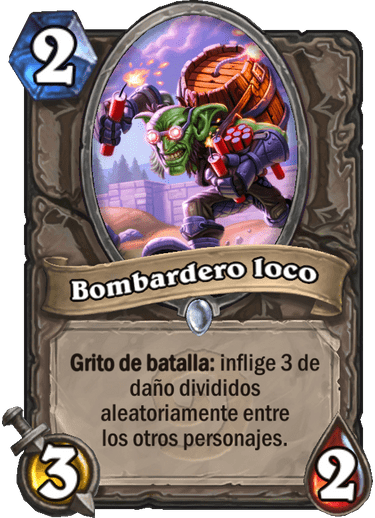 2
Bombardero loco
Grito de batalla: inflige 3 de
daño divididos
aleatoriamente entre
los otros personajes.
3
2